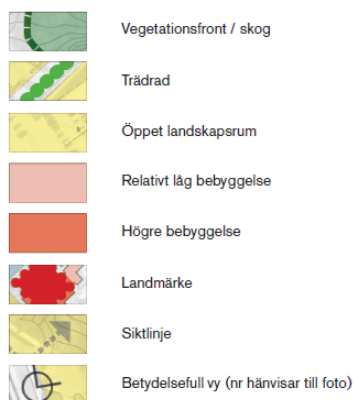 Vegetationsfront / skog
Trädrad
Öppet landskapsrum
Relativt låg bebyggelse
Högre bebyggelse
Landmärke
Siktlinje
Betydelsefull vy (nr hänvisar till foto)